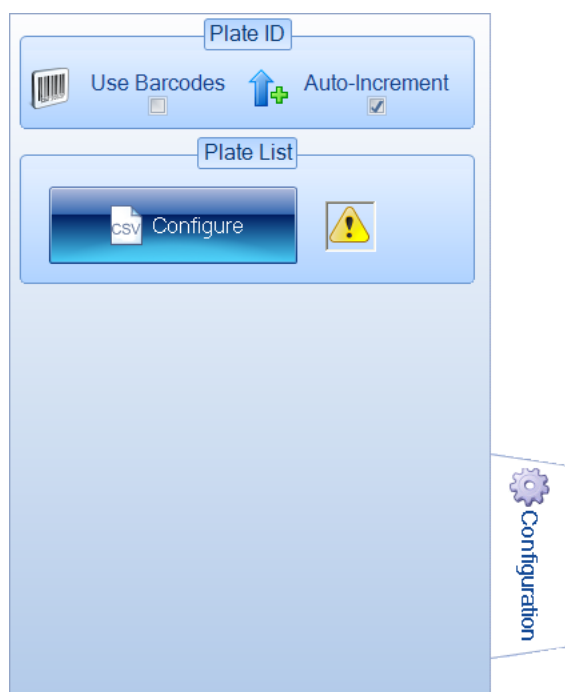 Plate ID
Use Barcodes Auto-Increment
Plate List
CSV Configure
Configuration